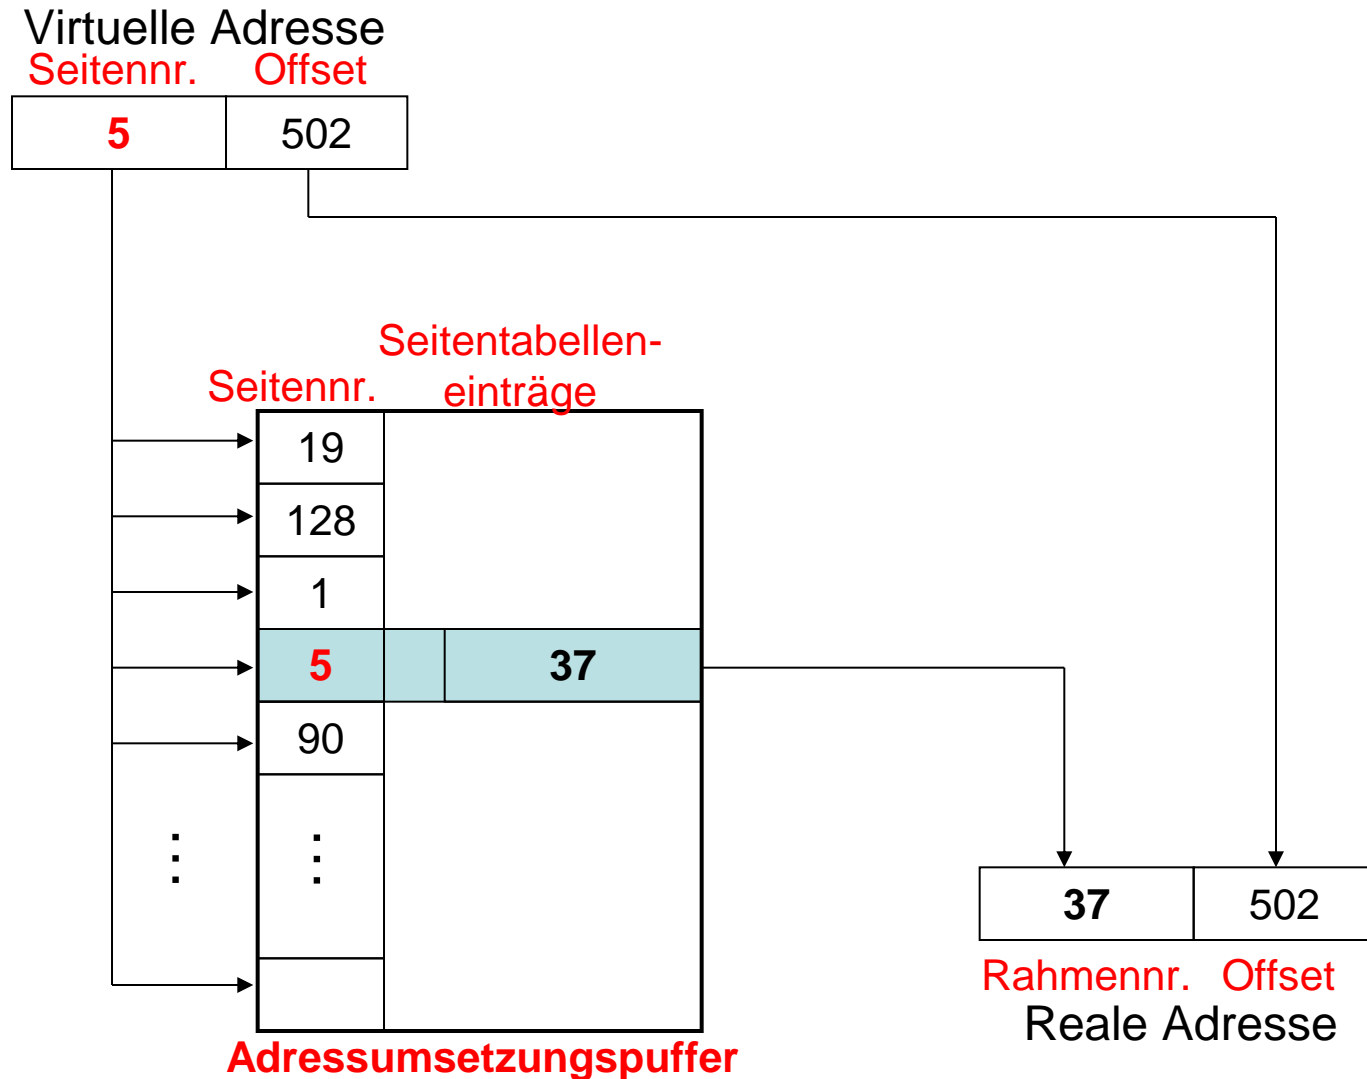 Virtuelle Adresse
Seitennr. Offset
5 502
Seitentabellen-
Seitennr. einträge
19
128
1
5 37
90
37 502
Rahmennr. Offset
Reale Adresse
Adressumsetzungspuffer